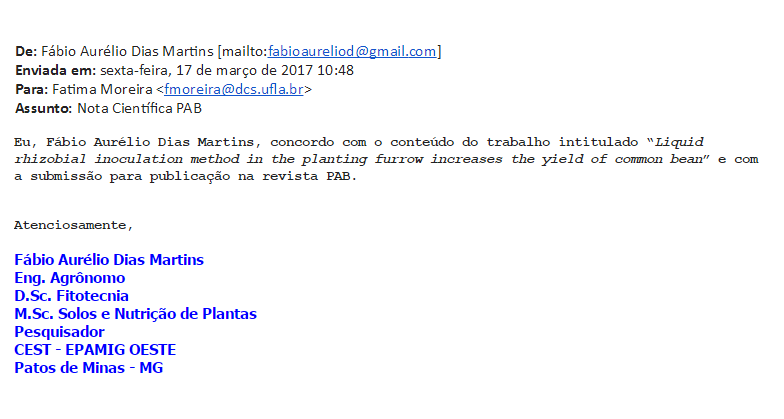 De: Fábio Aurélio Dias Martins [mailto:fabioaureliod@gmail.com]
Enviada em: sexta-feira, 17 de março de 2017 10:48
Para: Fatima Moreira <fmoreira@dcs.ufla.br>
Assunto: Nota Científica PAB
Eu, Fábio Aurélio Dias Martins, concordo com o conteúdo do trabalho intitulado “Liquid
rhizobial inoculation method in the planting furrow increases the yield of common bean” e com
a submissão para publicação na revista PAB.
Atenciosamente,
Fábio Aurélio Dias Martins
Eng. Agrônomo
D.Sc. Fitotecnia
M.Sc. Solos e Nutrição de Plantas
Pesquisador
CEST - EPAMIG OESTE
Patos de Minas - MG